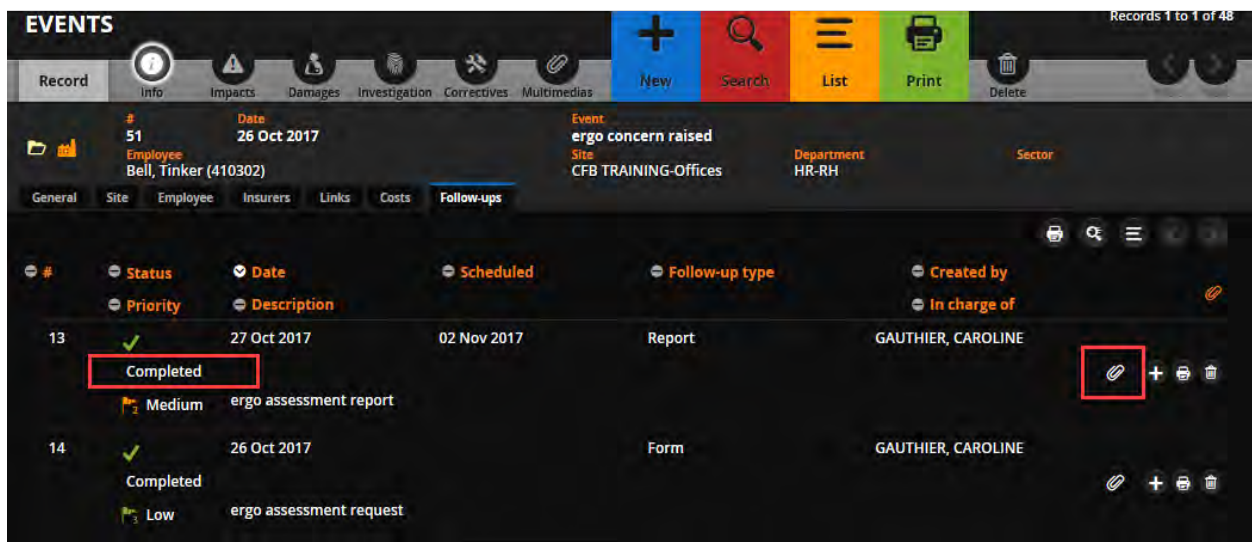 EVENTS
Records 1 to 1 of 48
Record
Info
Impacts
Damages
Investigation
Correctives
Multimedias
New
Search
List
Print
Delete
# Date Event
51 26 Oct 2017 ergo concern raised
Employee Site Department Sector
Bell, Tinker (410302) CFB TRAINING-Offices HR-RH
General Site Employee Insurers Links Costs Follow-ups
# Status Date Scheduled Follow-up type Created by
Priority Description In charge of
13 27 Oct 2017 02 Nov 2017 Report GAUTHIER, CAROLINE
Completed
2 Medium ergo assessment report
14 26 Oct 2017 Form GAUTHIER, CAROLINE
Completed
3 Low ergo assessment request